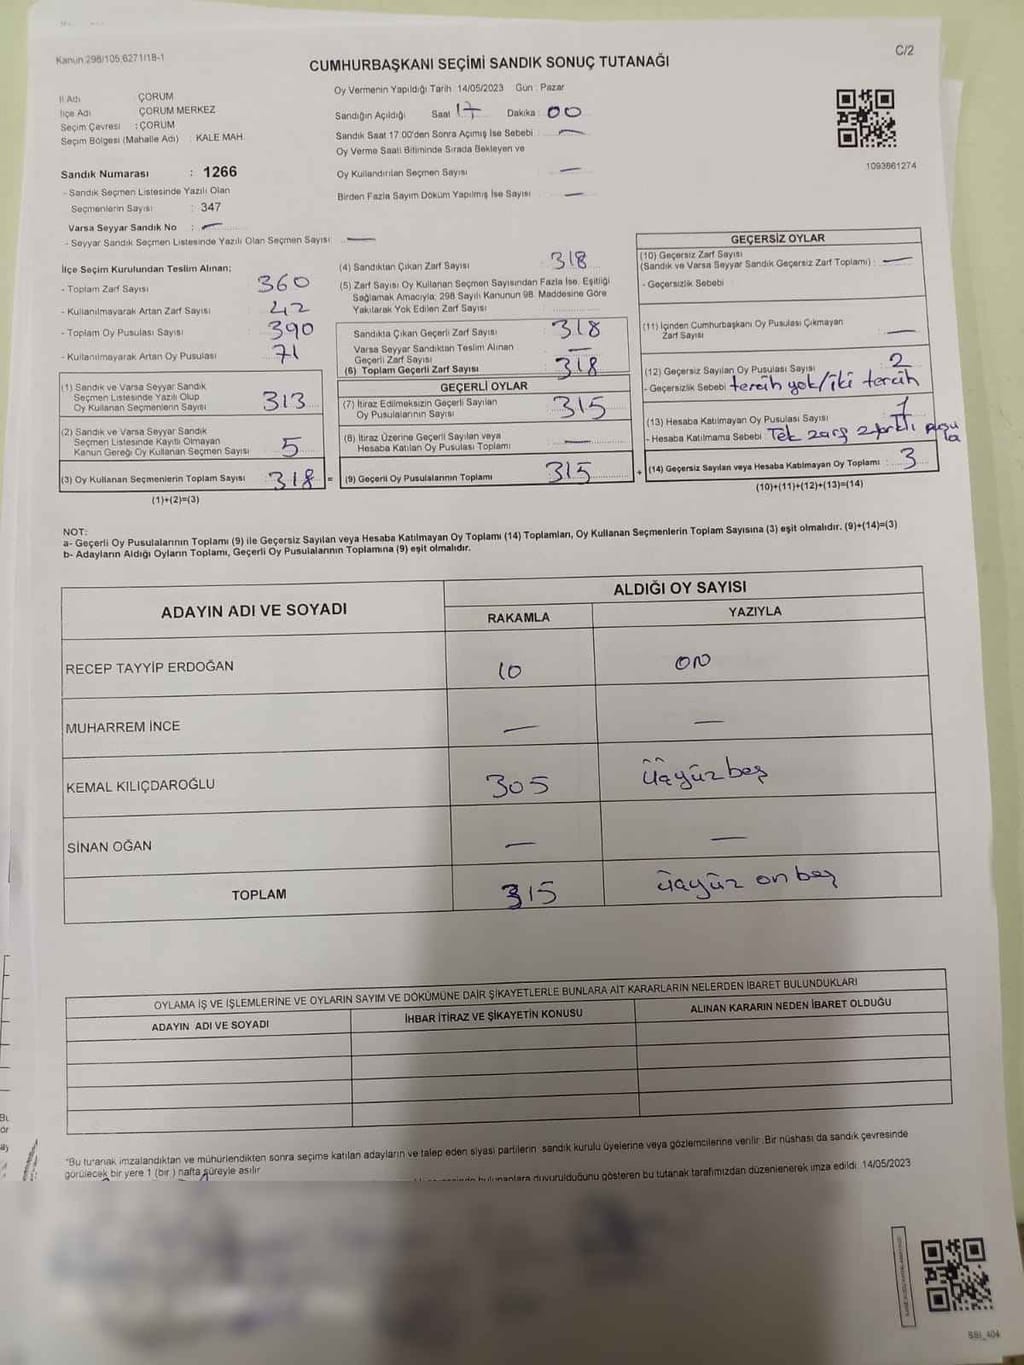 Kanun 298/105,6271/18-1
C/2
CUMHURBAŞKANI SEÇİMİ SANDIK SONUÇ TUTANAĞI
İl Adı ÇORUM
İlçe Adı ÇORUM MERKEZ
Seçim Çevresi : ÇORUM
Seçim Bölgesi (Mahalle Adı) : KALE MAH.
Sandık Numarası : 1266
- Sandık Seçmen Listesinde Yazılı Olan
Seçmenlerin Sayısı : 347
Varsa Seyyar Sandık No : —
- Seyyar Sandık Seçmen Listesinde Yazılı Olan Seçmen Sayısı : —
Oy Vermenin Yapıldığı Tarih 14/05/2023 Gün : Pazar
Sandığın Açıldığı Saat 17 Dakika : 00
Sandık Saat 17.00'den Sonra Açılmış İse Sebebi —
Oy Verme Saati Bitiminde Sırada Bekleyen ve
Oy Kullandırılan Seçmen Sayısı —
Birden Fazla Sayım Döküm Yapılmış İse Sayısı —
1093861274
İlçe Seçim Kurulundan Teslim Alınan;
- Toplam Zarf Sayısı 360
- Kullanılmayarak Artan Zarf Sayısı 42
- Toplam Oy Pusulası Sayısı 390
- Kullanılmayarak Artan Oy Pusulası 71
(1) Sandık ve Varsa Seyyar Sandık
Seçmen Listesinde Yazılı Olup
Oy Kullanan Seçmenlerin Sayısı 313
(2) Sandık ve Varsa Seyyar Sandık
Seçmen Listesinde Kayıtlı Olmayan
Kanun Gereği Oy Kullanan Seçmen Sayısı 5
(3) Oy Kullanan Seçmenlerin Toplam Sayısı 318 =
(1)+(2)=(3)
(4) Sandıktan Çıkan Zarf Sayısı 318
(5) Zarf Sayısı Oy Kullanan Seçmen Sayısından Fazla İse, Eşitliği
Sağlamak Amacıyla, 298 Sayılı Kanunun 98. Maddesine Göre
Yakılarak Yok Edilen Zarf Sayısı
Sandıkta Çıkan Geçerli Zarf Sayısı 318
Varsa Seyyar Sandıktan Teslim Alınan
Geçerli Zarf Sayısı —
(6) Toplam Geçerli Zarf Sayısı 318
GEÇERLİ OYLAR
(7) İtiraz Edilmeksizin Geçerli Sayılan
Oy Pusulalarının Sayısı 315
(8) İtiraz Üzerine Geçerli Sayılan veya
Hesaba Katılan Oy Pusulası Toplamı —
(9) Geçerli Oy Pusulalarının Toplamı 315 +
GEÇERSİZ OYLAR
(10) Geçersiz Zarf Sayısı
(Sandık ve Varsa Seyyar Sandık Geçersiz Zarf Toplamı) : —
- Geçersizlik Sebebi
(11) İçinden Cumhurbaşkanı Oy Pusulası Çıkmayan
Zarf Sayısı —
(12) Geçersiz Sayılan Oy Pusulası Sayısı : 2
- Geçersizlik Sebebi tercih yok/iki tercih
(13) Hesaba Katılmayan Oy Pusulası Sayısı 1
- Hesaba Katılmama Sebebi : Tek zarf 2 farklı pusula
(14) Geçersiz Sayılan veya Hesaba Katılmayan Oy Toplamı : 3
(10)+(11)+(12)+(13)=(14)
NOT:
a- Geçerli Oy Pusulalarının Toplamı (9) ile Geçersiz Sayılan veya Hesaba Katılmayan Oy Toplamı (14) Toplamları, Oy Kullanan Seçmenlerin Toplam Sayısına (3) eşit olmalıdır. (9)+(14)=(3)
b- Adayların Aldığı Oyların Toplamı, Geçerli Oy Pusulalarının Toplamına (9) eşit olmalıdır.
ADAYIN ADI VE SOYADI ALDIĞI OY SAYISI
RAKAMLA YAZIYLA
RECEP TAYYİP ERDOĞAN 10 on
MUHARREM İNCE — —
KEMAL KILIÇDAROĞLU 305 üçyüzbeş
SİNAN OĞAN — —
TOPLAM 315 üçyüz on beş
OYLAMA İŞ VE İŞLEMLERİNE VE OYLARIN SAYIM VE DÖKÜMÜNE DAİR ŞİKAYETLERLE BUNLARA AİT KARARLARIN NELERDEN İBARET BULUNDUKLARI
ADAYIN ADI VE SOYADI İHBAR İTİRAZ VE ŞİKAYETİN KONUSU ALINAN KARARIN NEDEN İBARET OLDUĞU
"Bu tutanak imzalandıktan ve mühürlendikten sonra seçime katılan adayların ve talep eden siyasi partilerin sandık kurulu üyelerine veya gözlemcilerine verilir. Bir nüshası da sandık çevresinde
görülecek bir yere 1 (bir) hafta süreyle asılır.
bulunanlara duyurulduğunu gösteren bu tutanak tarafımızdan düzenlenerek imza edildi. 14/05/2023
SBİ_404